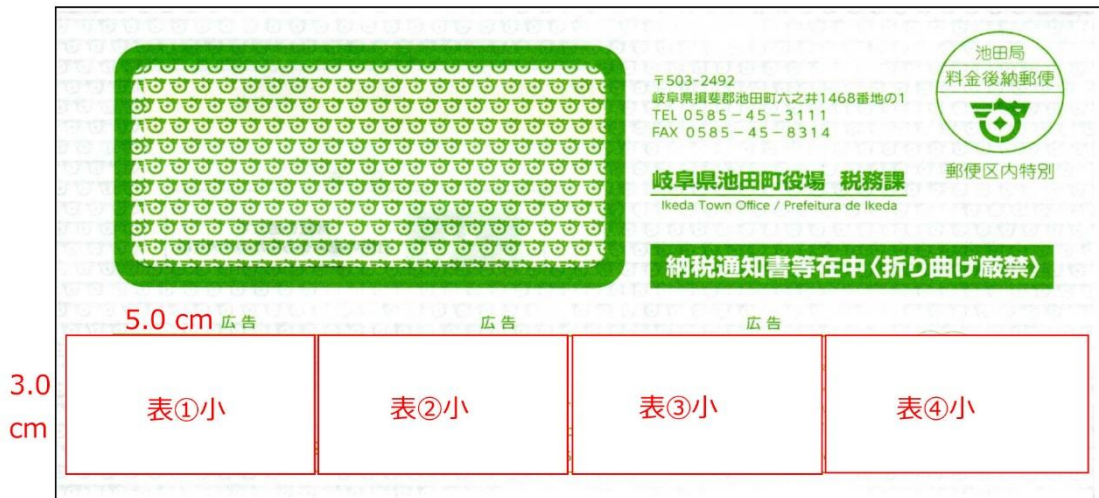 〒503-2492
岐阜県揖斐郡池田町六之井1468番地の1
TEL 0585－45－3111
FAX 0585－45－8314
岐阜県池田町役場 税務課
Ikeda Town Office / Prefeitura de Ikeda
池田局
料金後納郵便
郵便区内特別
納税通知書等在中〈折り曲げ厳禁〉
5.0 cm 広告 広告 広告
3.0 cm
表①小 表②小 表③小 表④小